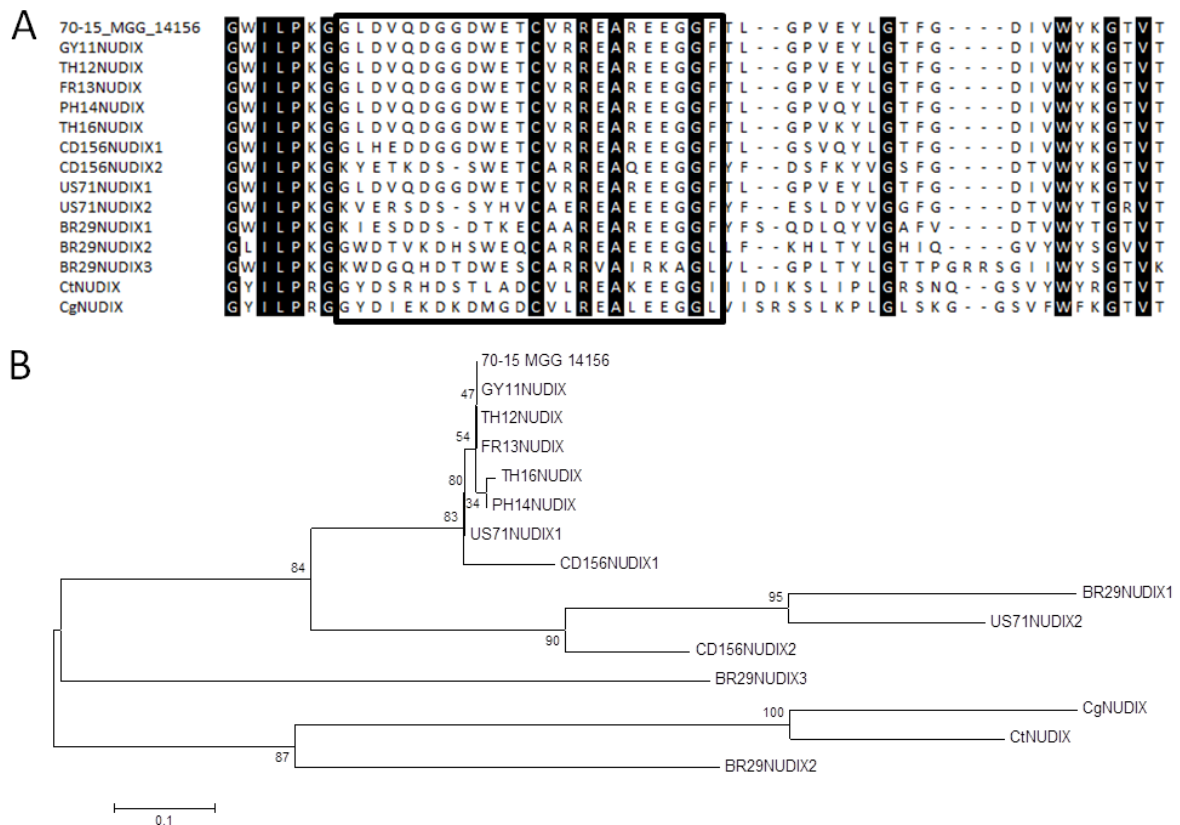 A
70-15_MGG_14156 G W I L P K G G L D V Q D G G D W E T C V R R E A R E E G G F T L - - G P V E Y L G T F G - - - - D I V W Y K G T V T
GY11NUDIX G W I L P K G G L D V Q D G G D W E T C V R R E A R E E G G F T L - - G P V E Y L G T F G - - - - D I V W Y K G T V T
TH12NUDIX G W I L P K G G L D V Q D G G D W E T C V R R E A R E E G G F T L - - G P V E Y L G T F G - - - - D I V W Y K G T V T
FR13NUDIX G W I L P K G G L D V Q D G G D W E T C V R R E A R E E G G F T L - - G P V E Y L G T F G - - - - D I V W Y K G T V T
PH14NUDIX G W I L P K G G L D V Q D G G D W E T C V R R E A R E E G G F T L - - G P V Q Y L G T F G - - - - D I V W Y K G T V T
TH16NUDIX G W I L P K G G L D V Q D G G D W E T C V R R E A R E E G G F T L - - G P V K Y L G T F G - - - - D I V W Y K G T V T
CD156NUDIX1 G W I L P K G G L H E D D G G D W E T C V R R E A R E E G G F T L - - G S V Q Y L G T F G - - - - D I V W Y K G T V T
CD156NUDIX2 G W I L P K G K Y E T K D S - S W E T C A R R E A Q E E G G F Y F - - D S F K Y V G S F G - - - - D T V W Y K G T V T
US71NUDIX1 G W I L P K G G L D V Q D G G D W E T C V R R E A R E E G G F T L - - G P V E Y L G T F G - - - - D I V W Y K G T V T
US71NUDIX2 G W I L P K G K V E R S D S - S Y H V C A E R E A E E E G G F Y F - - E S L D Y V G G F G - - - - D T V W Y T G R V T
BR29NUDIX1 G W I L P K G K I E S D D S - D T K E C A A R E A R E E G G F Y F S - Q D L Q Y V G A F V - - - - D T V W Y T G T V T
BR29NUDIX2 G L I L P K G G W D T V K D H S W E Q C A R R E A E E E G G L L F - - K H L T Y L G H I Q - - - - G V Y W Y S G V V T
BR29NUDIX3 G W I L P K G K W D G Q H D T D W E S C A R R V A I R K A G L V L - - G P L T Y L G T T P G R R S G I I W Y S G T V K
CtNUDIX G Y I L P R G G Y D S R H D S T L A D C V L R E A K E E G G I I I D I K S L I P L G R S N Q - - G S V Y W Y R G T V T
CgNUDIX G Y I L P R G G Y D I E K D K D M G D C V L R E A L E E G G L V I S R S S L K P L G L S K G - - G S V F W F K G T V T
B
70-15 MGG 14156
47
GY11NUDIX
TH12NUDIX
54
FR13NUDIX
80
TH16NUDIX
34
PH14NUDIX
83
US71NUDIX1
CD156NUDIX1
84
95
BR29NUDIX1
US71NUDIX2
90
CD156NUDIX2
BR29NUDIX3
100
CgNUDIX
CtNUDIX
87
BR29NUDIX2
0.1